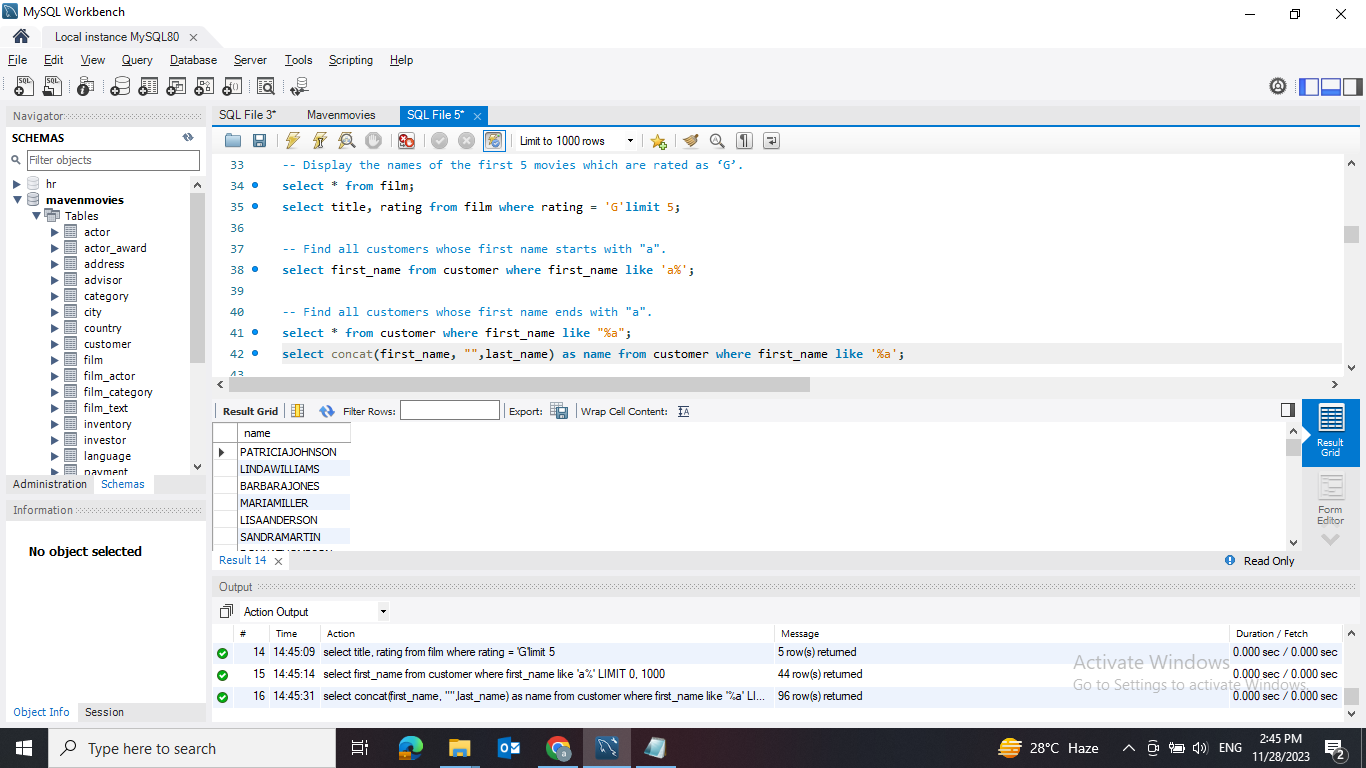 MySQL Workbench
Local instance MySQL80
File Edit View Query Database Server Tools Scripting Help
Navigator
SCHEMAS
Filter objects
hr
mavenmovies
Tables
actor
actor_award
address
advisor
category
city
country
customer
film
film_actor
film_category
film_text
inventory
investor
language
payment
Administration Schemas
Information
No object selected
Object Info Session
SQL File 3* Mavenmovies SQL File 5*
Limit to 1000 rows
33 -- Display the names of the first 5 movies which are rated as ‘G’.
34 select * from film;
35 select title, rating from film where rating = 'G'limit 5;
36
37 -- Find all customers whose first name starts with "a".
38 select first_name from customer where first_name like 'a%';
39
40 -- Find all customers whose first name ends with "a".
41 select * from customer where first_name like "%a";
42 select concat(first_name, "",last_name) as name from customer where first_name like '%a';
43
Result Grid Filter Rows: Export: Wrap Cell Content:
name
PATRICIAJOHNSON
LINDAWILLIAMS
BARBARAJONES
MARIAMILLER
LISAANDERSON
SANDRAMARTIN
Result Grid
Form Editor
Result 14 Read Only
Output
Action Output
# Time Action Message Duration / Fetch
14 14:45:09 select title, rating from film where rating = 'G'limit 5 5 row(s) returned 0.000 sec / 0.000 sec
15 14:45:14 select first_name from customer where first_name like 'a%' LIMIT 0, 1000 44 row(s) returned 0.000 sec / 0.000 sec
16 14:45:31 select concat(first_name, "",last_name) as name from customer where first_name like '%a' LI... 96 row(s) returned 0.000 sec / 0.000 sec
Activate Windows
Go to Settings to activate Windows.
Type here to search
28°C Haze
ENG
2:45 PM
11/28/2023
2